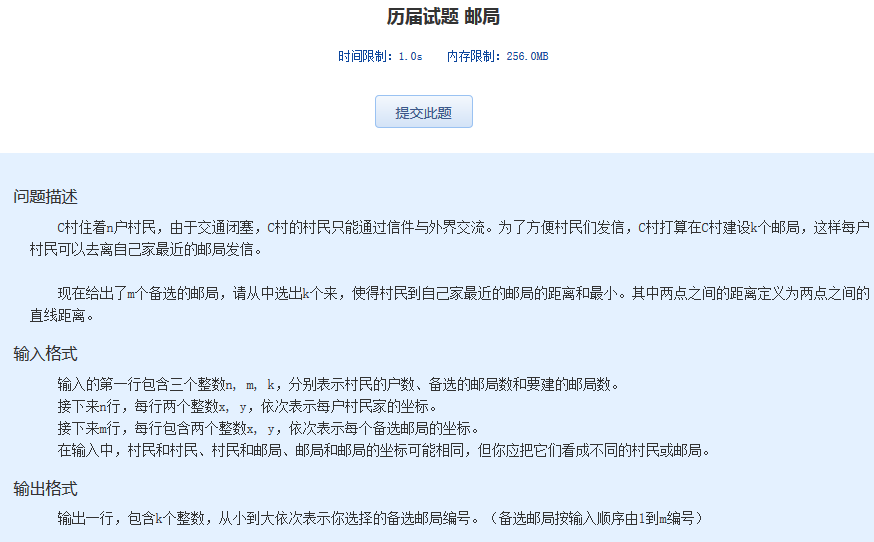 历届试题 邮局
时间限制：1.0s 内存限制：256.0MB
提交此题
问题描述
C村住着n户村民，由于交通闭塞，C村的村民只能通过信件与外界交流。为了方便村民们发信，C村打算在C村建设k个邮局，这样每户
村民可以去离自己家最近的邮局发信。
现在给出了m个备选的邮局，请从中选出k个来，使得村民到自己家最近的邮局的距离和最小。其中两点之间的距离定义为两点之间的
直线距离。
输入格式
输入的第一行包含三个整数n, m, k，分别表示村民的户数、备选的邮局数和要建的邮局数。
接下来n行，每行两个整数x, y，依次表示每户村民家的坐标。
接下来m行，每行包含两个整数x, y，依次表示每个备选邮局的坐标。
在输入中，村民和村民、村民和邮局、邮局和邮局的坐标可能相同，但你应把它们看成不同的村民或邮局。
输出格式
输出一行，包含k个整数，从小到大依次表示你选择的备选邮局编号。（备选邮局按输入顺序由1到m编号）